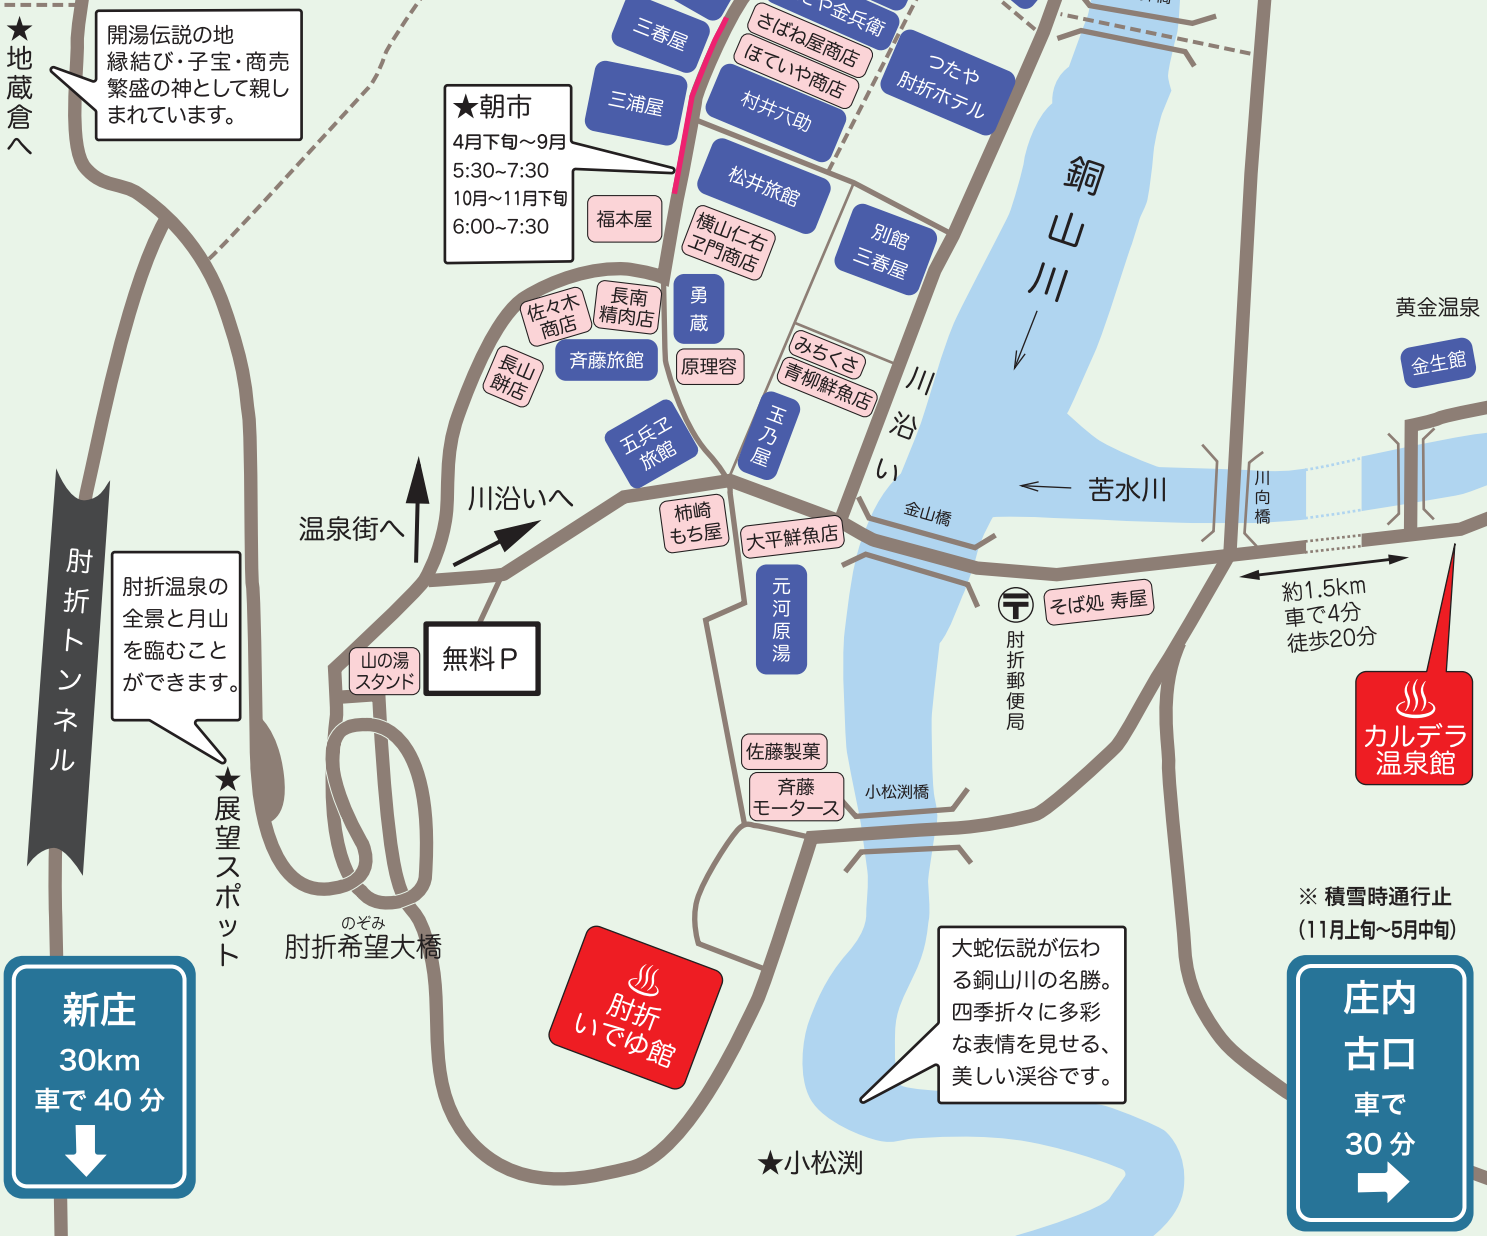 ★地蔵倉へ
開湯伝説の地
縁結び・子宝・商売
繁盛の神として親し
まれています。
三春屋
三浦屋
や金兵衛
さばね屋商店
ほていや商店
村井六助
つたや
肘折ホテル
★朝市
4月下旬〜9月
5:30~7:30
10月〜11月下旬
6:00~7:30
松井旅館
福本屋
横山仁右
ヱ門商店
別館
三春屋
銅山川
佐々木
商店
長南
精肉店
勇蔵
斉藤旅館
原理容
長山
餅店
みちくさ
青柳鮮魚店
川沿い
黄金温泉
金生館
五兵ヱ
旅館
玉乃屋
温泉街へ
川沿いへ
柿崎
もち屋
大平鮮魚店
金山橋
苦水川
川向橋
肘折トンネル
肘折温泉の
全景と月山
を臨むこと
ができます。
元河原湯
〒
肘折郵便局
そば処 寿屋
約1.5km
車で4分
徒歩20分
山の湯
スタンド
無料P
カルデラ
温泉館
佐藤製菓
斉藤
モータース
小松渕橋
★展望スポット
のぞみ
肘折希望大橋
※ 積雪時通行止
(11月上旬〜5月中旬)
肘折
いでゆ館
大蛇伝説が伝わ
る銅山川の名勝。
四季折々に多彩
な表情を見せる、
美しい渓谷です。
新庄
30km
車で 40 分
庄内
古口
車で
30 分
★小松渕